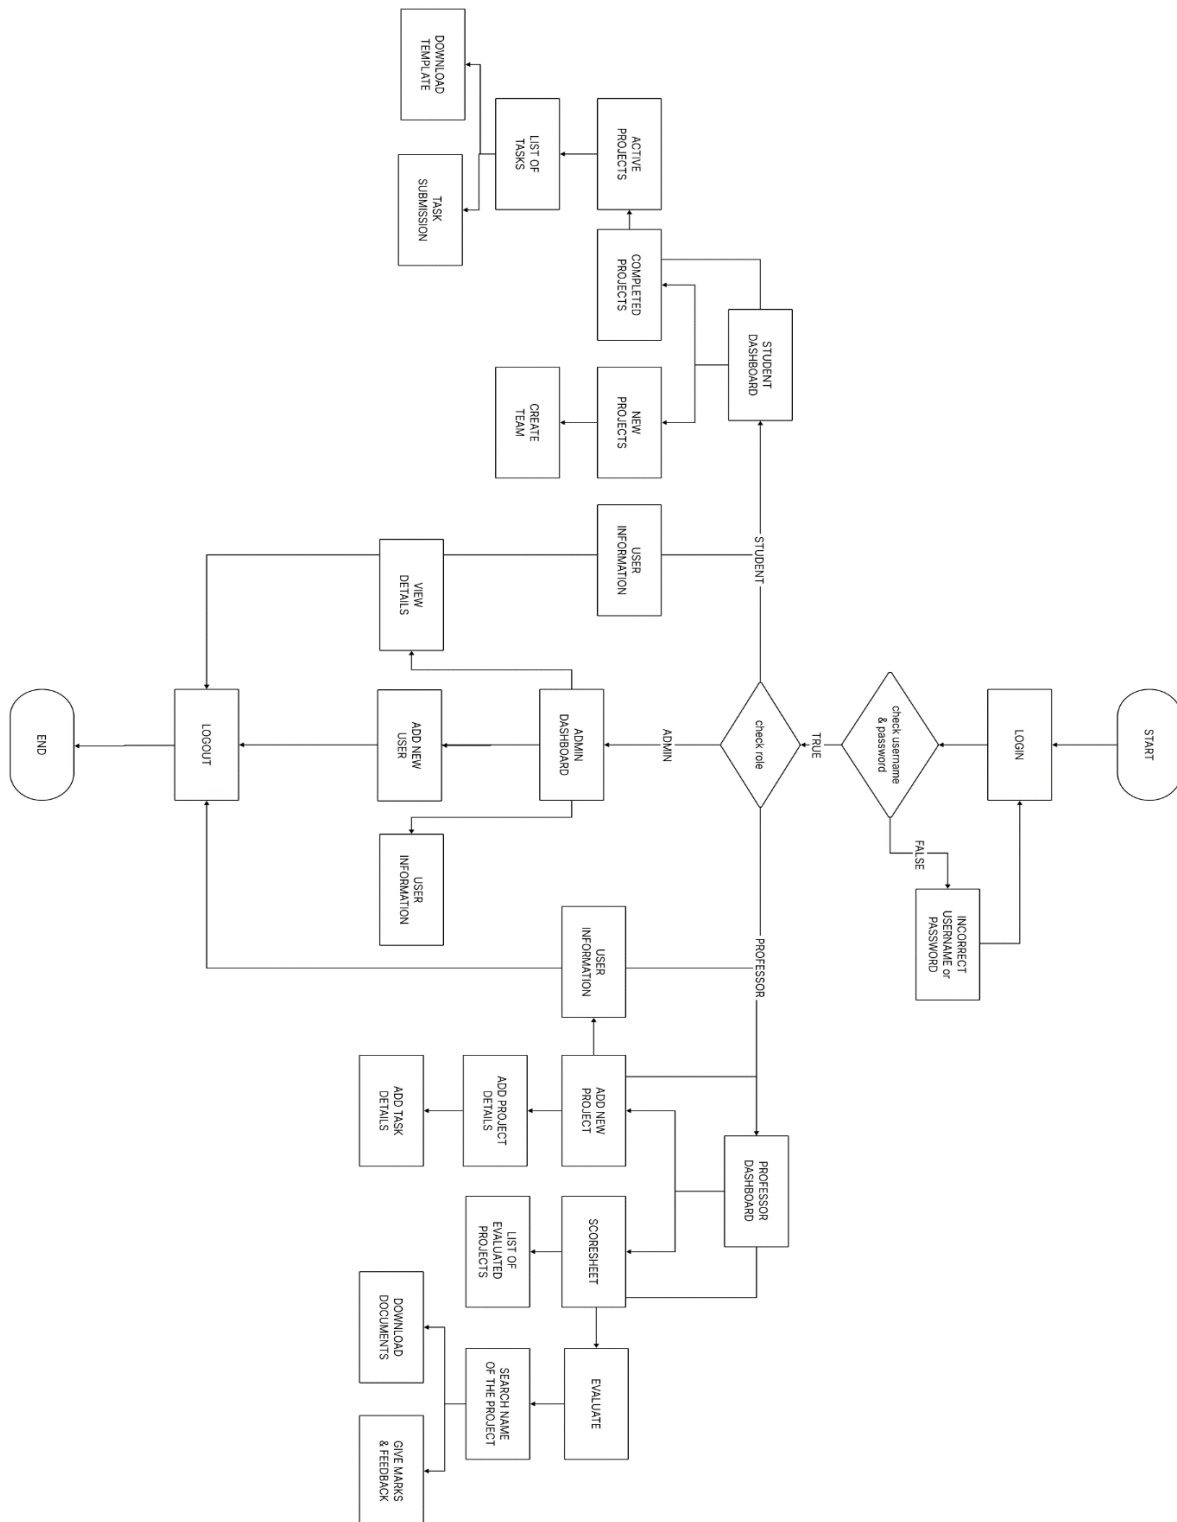 START
LOGIN
check username
& password
FALSE
INCORRECT
USERNAME or
PASSWORD
TRUE
check role
STUDENT
ADMIN
PROFESSOR
STUDENT
DASHBOARD
PROFESSOR
DASHBOARD
ACTIVE
PROJECTS
COMPLETED
PROJECTS
NEW
PROJECTS
USER
INFORMATION
ADMIN
DASHBOARD
USER
INFORMATION
ADD NEW
PROJECT
SCORESHEET
EVALUATE
LIST OF
TASKS
CREATE
TEAM
ADD PROJECT
DETAILS
LIST OF
EVALUATED
PROJECTS
SEARCH NAME
OF THE PROJECT
DOWNLOAD
TEMPLATE
TASK
SUBMISSION
VIEW
DETAILS
ADD NEW
USER
USER
INFORMATION
ADD TASK
DETAILS
DOWNLOAD
DOCUMENTS
GIVE MARKS
& FEEDBACK
LOGOUT
END